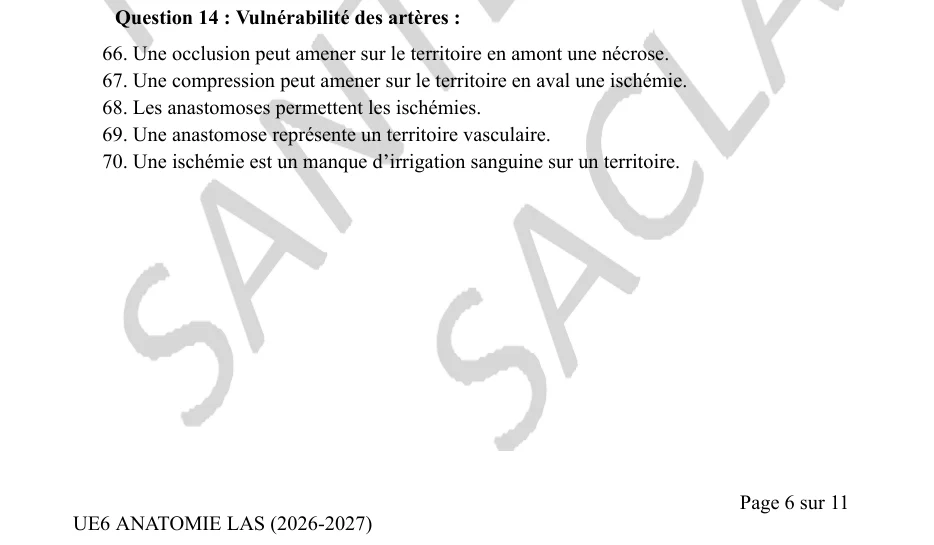 Question 14 : Vulnérabilité des artères :
66. Une occlusion peut amener sur le territoire en amont une nécrose.
67. Une compression peut amener sur le territoire en aval une ischémie.
68. Les anastomoses permettent les ischémies.
69. Une anastomose représente un territoire vasculaire.
70. Une ischémie est un manque d’irrigation sanguine sur un territoire.
Page 6 sur 11
UE6 ANATOMIE LAS (2026-2027)